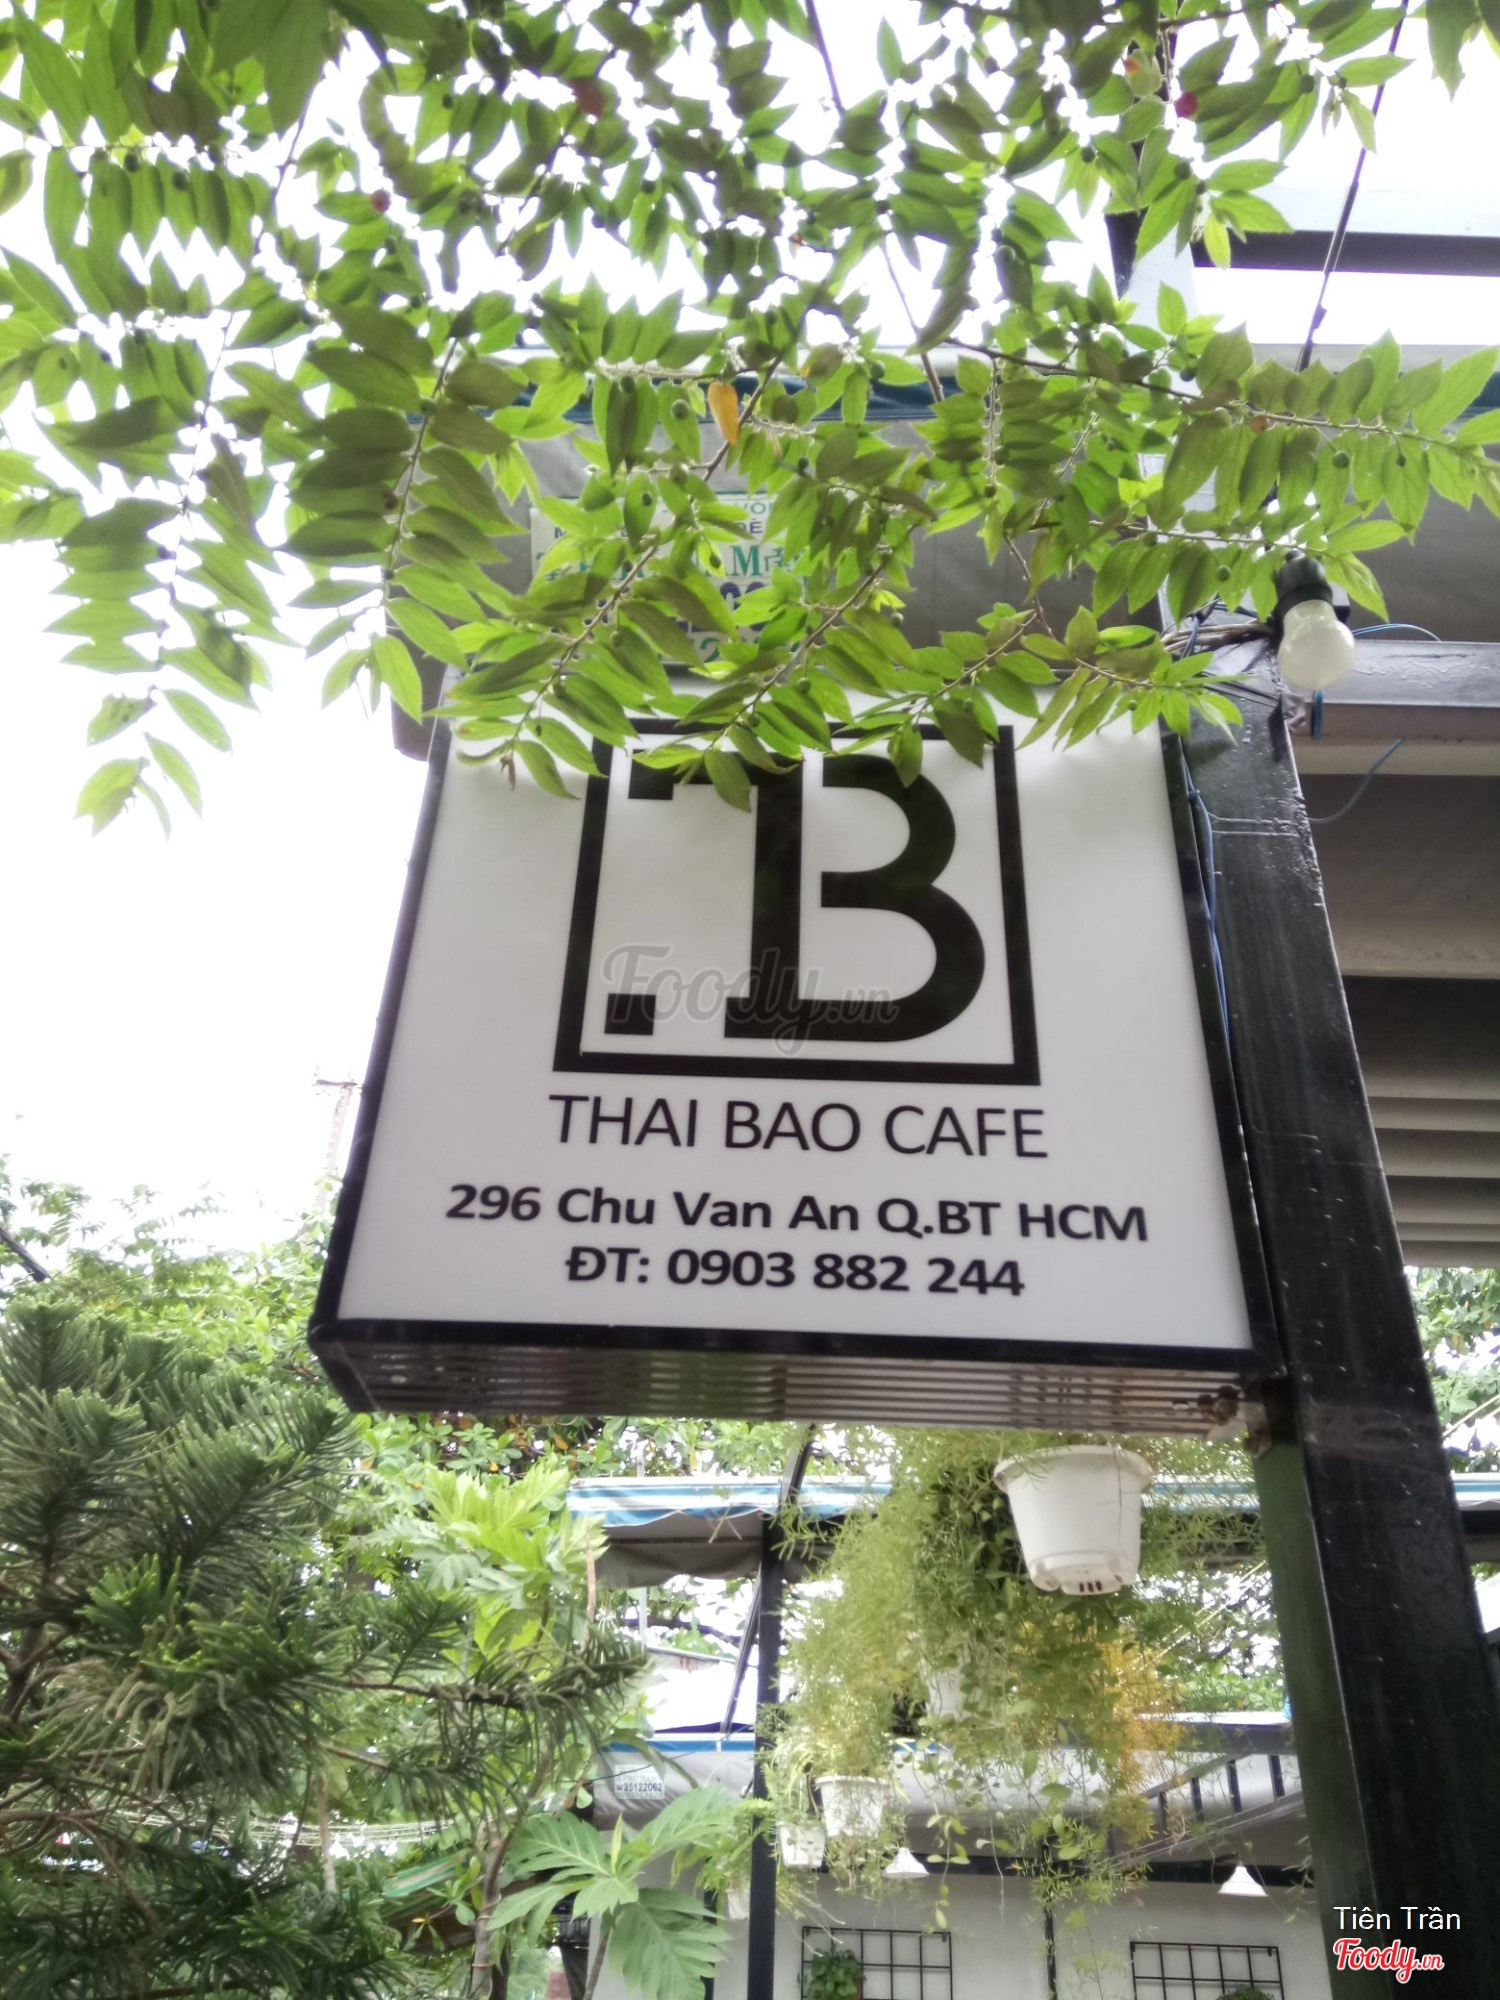 TB
THAI BAO CAFE
296 Chu Van An Q.BT HCM
ĐT: 0903 882 244
Foody.vn
Tiên Trần
Foody.vn